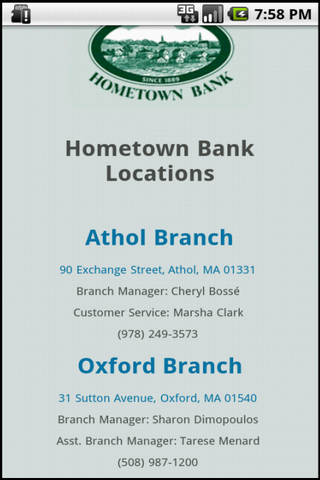 3G
7:58 PM
SINCE 1889
HOMETOWN BANK
Hometown Bank
Locations
Athol Branch
90 Exchange Street, Athol, MA 01331
Branch Manager: Cheryl Bossé
Customer Service: Marsha Clark
(978) 249-3573
Oxford Branch
31 Sutton Avenue, Oxford, MA 01540
Branch Manager: Sharon Dimopoulos
Asst. Branch Manager: Tarese Menard
(508) 987-1200